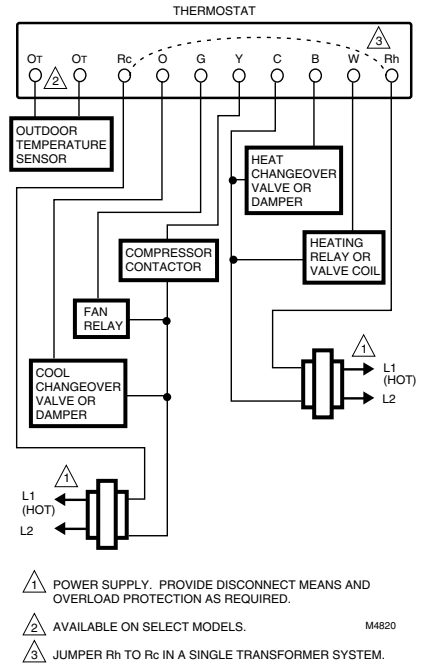 THERMOSTAT
3
OT
2
OT
Rc
O
G
Y
C
B
W
Rh
OUTDOOR
TEMPERATURE
SENSOR
HEAT
CHANGEOVER
VALVE OR
DAMPER
COMPRESSOR
CONTACTOR
HEATING
RELAY OR
VALVE COIL
FAN
RELAY
1
L1
(HOT)
L2
COOL
CHANGEOVER
VALVE OR
DAMPER
1
L1
(HOT)
L2
1 POWER SUPPLY. PROVIDE DISCONNECT MEANS AND
OVERLOAD PROTECTION AS REQUIRED.
2 AVAILABLE ON SELECT MODELS. M4820
3 JUMPER Rh TO Rc IN A SINGLE TRANSFORMER SYSTEM.